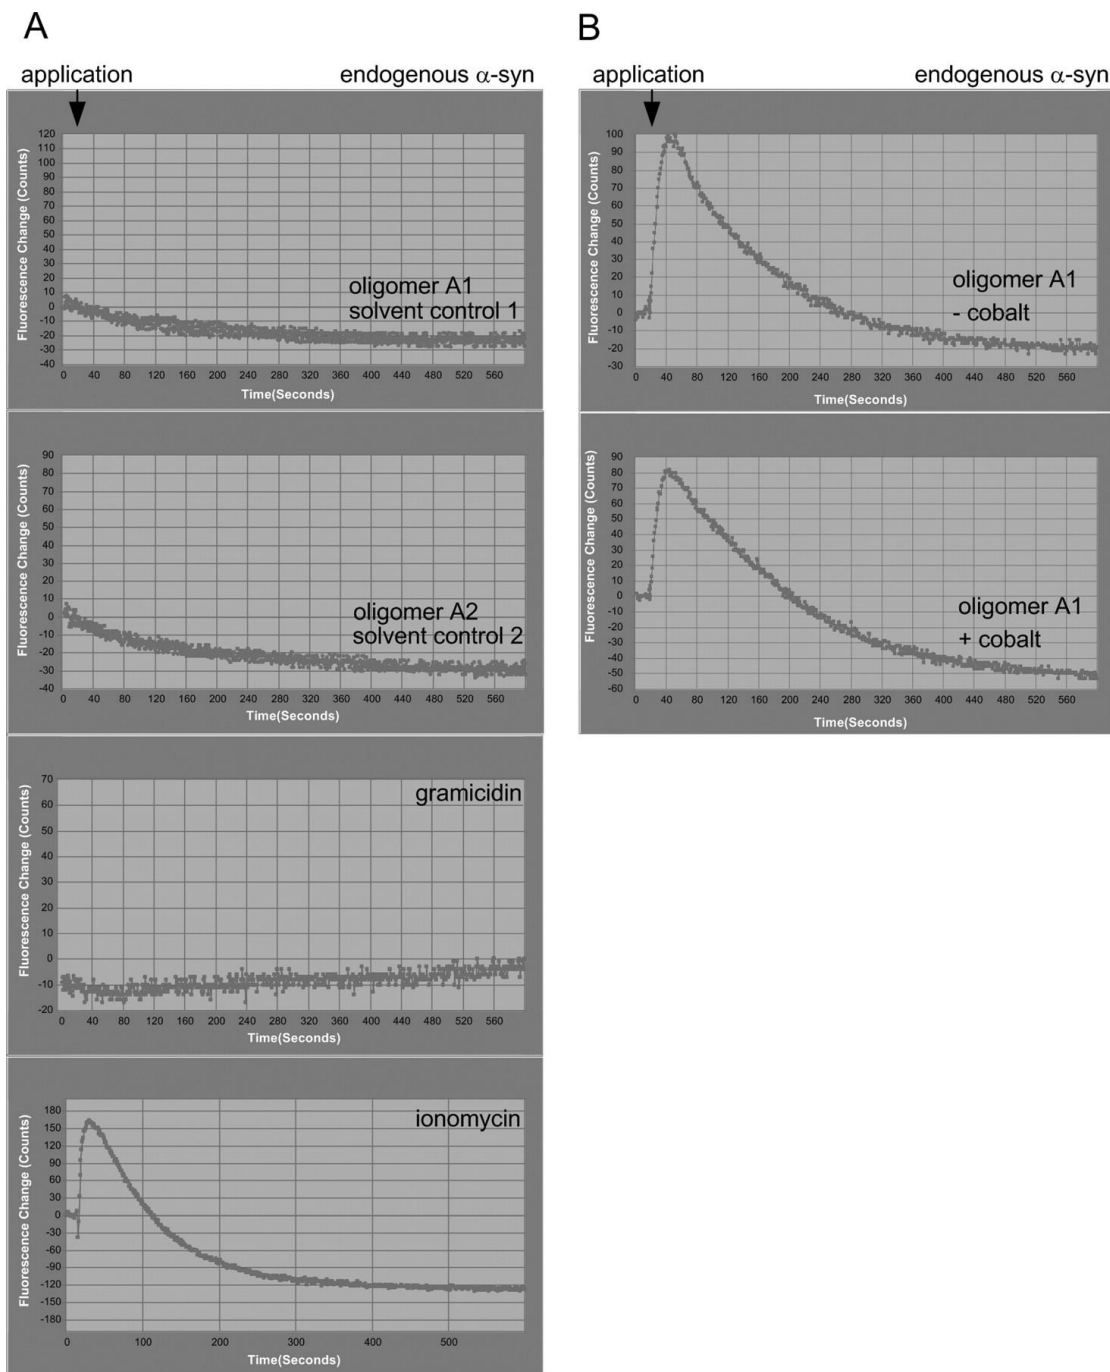 A
application endogenous α-syn
Fluorescence Change (Counts)
120
110
100
90
80
70
60
50
40
30
20
10
0
-10
-20
-30
-40
oligomer A1
solvent control 1
0 40 80 120 160 200 240 280 320 360 400 440 480 520 560
Time(Seconds)
Fluorescence Change (Counts)
90
80
70
60
50
40
30
20
10
0
-10
-20
-30
-40
oligomer A2
solvent control 2
0 40 80 120 160 200 240 280 320 360 400 440 480 520 560
Time(Seconds)
Fluorescence Change (Counts)
70
60
50
40
30
20
10
0
-10
-20
gramicidin
0 40 80 120 160 200 240 280 320 360 400 440 480 520 560
Time(Seconds)
Fluorescence Change (Counts)
180
150
120
90
60
30
0
-30
-60
-90
-120
-150
-180
ionomycin
0 100 200 300 400 500
Time(Seconds)
B
application endogenous α-syn
Fluorescence Change (Counts)
100
90
80
70
60
50
40
30
20
10
0
-10
-20
-30
oligomer A1
- cobalt
0 40 80 120 160 200 240 280 320 360 400 440 480 520 560
Time(Seconds)
Fluorescence Change (Counts)
90
80
70
60
50
40
30
20
10
0
-10
-20
-30
-40
-50
-60
oligomer A1
+ cobalt
0 40 80 120 160 200 240 280 320 360 400 440 480 520 560
Time(Seconds)